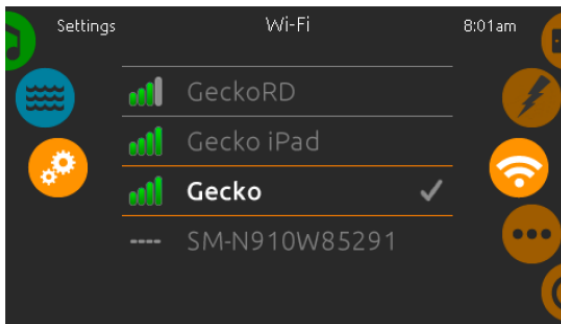 Settings
Wi-Fi
8:01am
GeckoRD
Gecko iPad
Gecko
SM-N910W85291